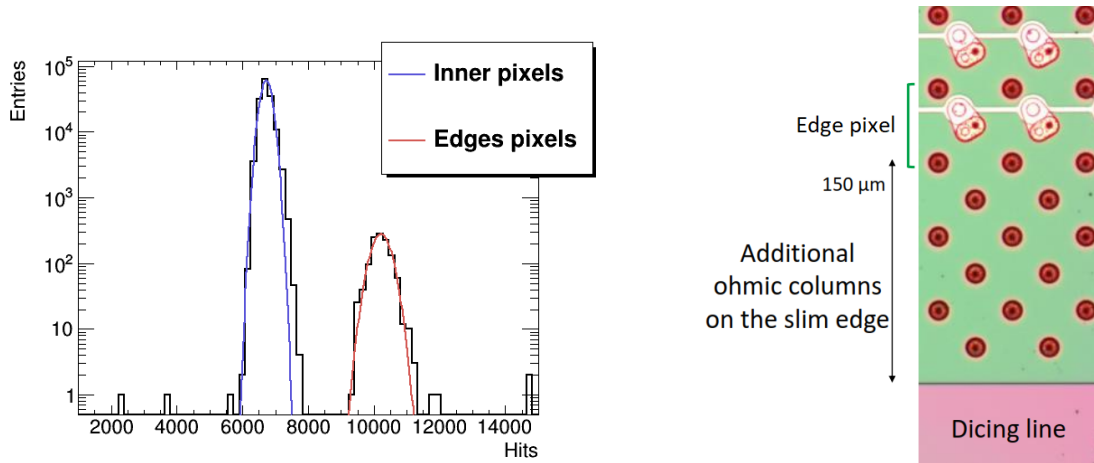 Entries
10⁵
10⁴
10³
10²
10
1
2000 4000 6000 8000 10000 12000 14000
Hits
Inner pixels
Edges pixels
Edge pixel
150 μm
Additional
ohmic columns
on the slim edge
Dicing line